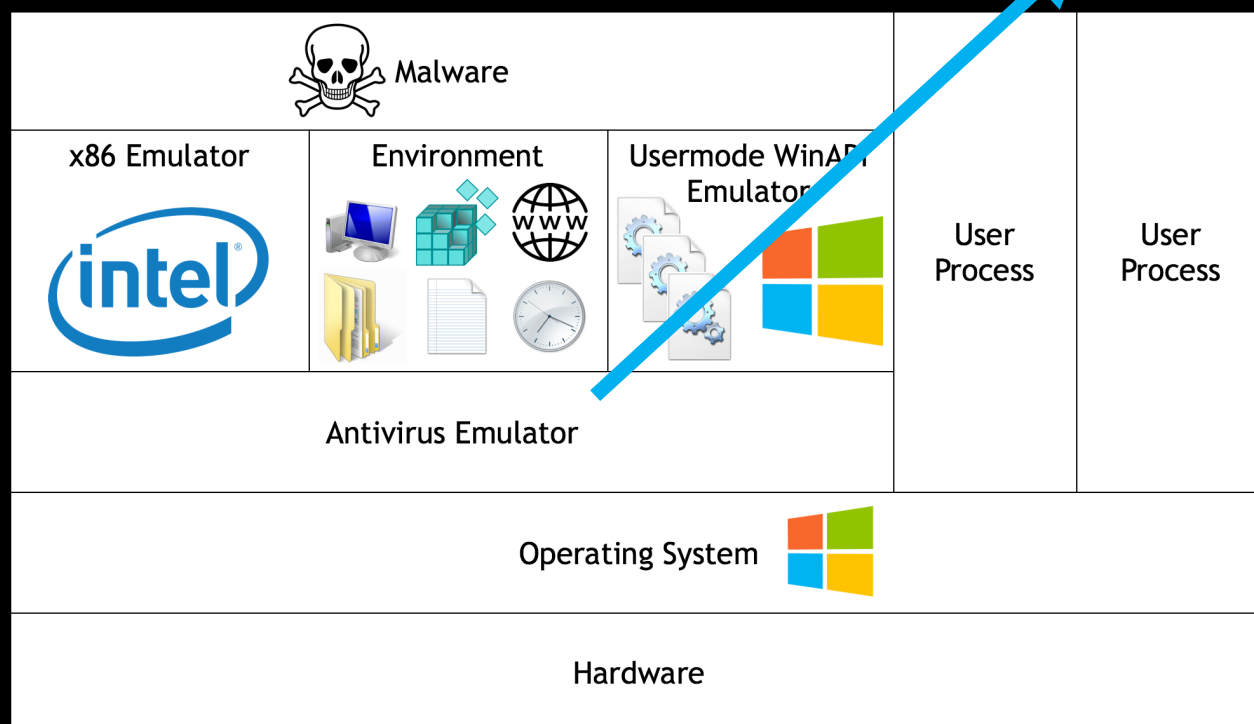 Malware
x86 Emulator
Environment
Usermode WinAPI
Emulator
intel®
WWW
User
Process
User
Process
Antivirus Emulator
Operating System
Hardware